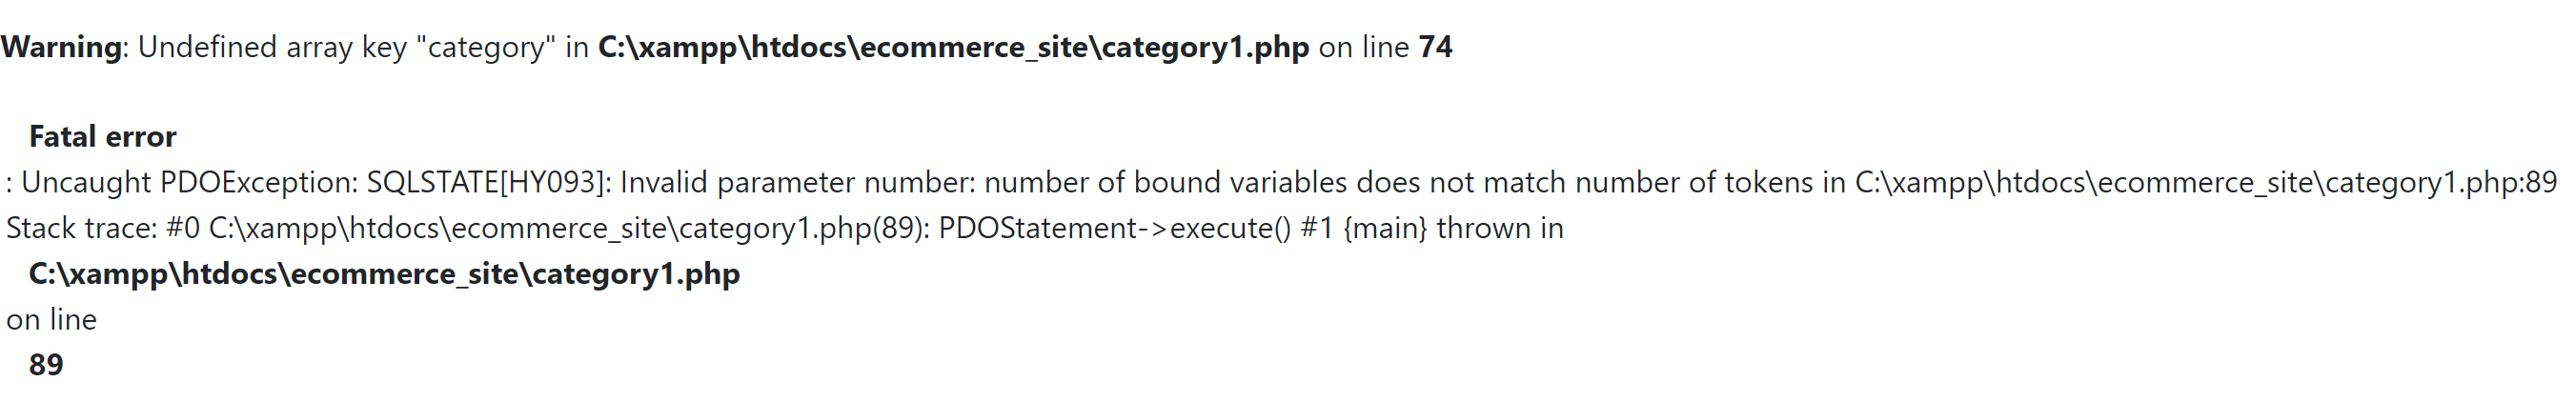 Warning: Undefined array key "category" in C:\xampp\htdocs\ecommerce_site\category1.php on line 74
Fatal error
: Uncaught PDOException: SQLSTATE[HY093]: Invalid parameter number: number of bound variables does not match number of tokens in C:\xampp\htdocs\ecommerce_site\category1.php:89
Stack trace: #0 C:\xampp\htdocs\ecommerce_site\category1.php(89): PDOStatement->execute() #1 {main} thrown in
C:\xampp\htdocs\ecommerce_site\category1.php
on line
89